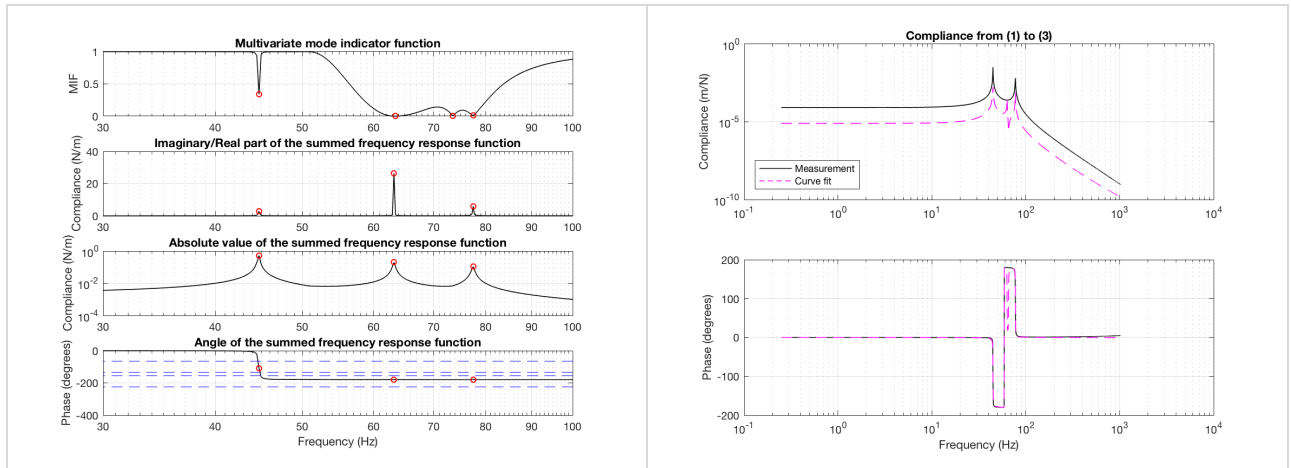 Multivariate mode indicator function
1
0.5
0
MIF
30 40 50 60 70 80 90 100
Imaginary/Real part of the summed frequency response function
40
20
0
Compliance (N/m)
30 40 50 60 70 80 90 100
Absolute value of the summed frequency response function
10^0
10^-2
10^-4
Compliance (N/m)
30 40 50 60 70 80 90 100
Angle of the summed frequency response function
0
-200
-400
Phase (degrees)
30 40 50 60 70 80 90 100
Frequency (Hz)
Compliance from (1) to (3)
10^0
10^-5
10^-10
Compliance (m/N)
Measurement
Curve fit
10^-1 10^0 10^1 10^2 10^3 10^4
200
100
0
-100
-200
Phase (degrees)
10^-1 10^0 10^1 10^2 10^3 10^4
Frequency (Hz)